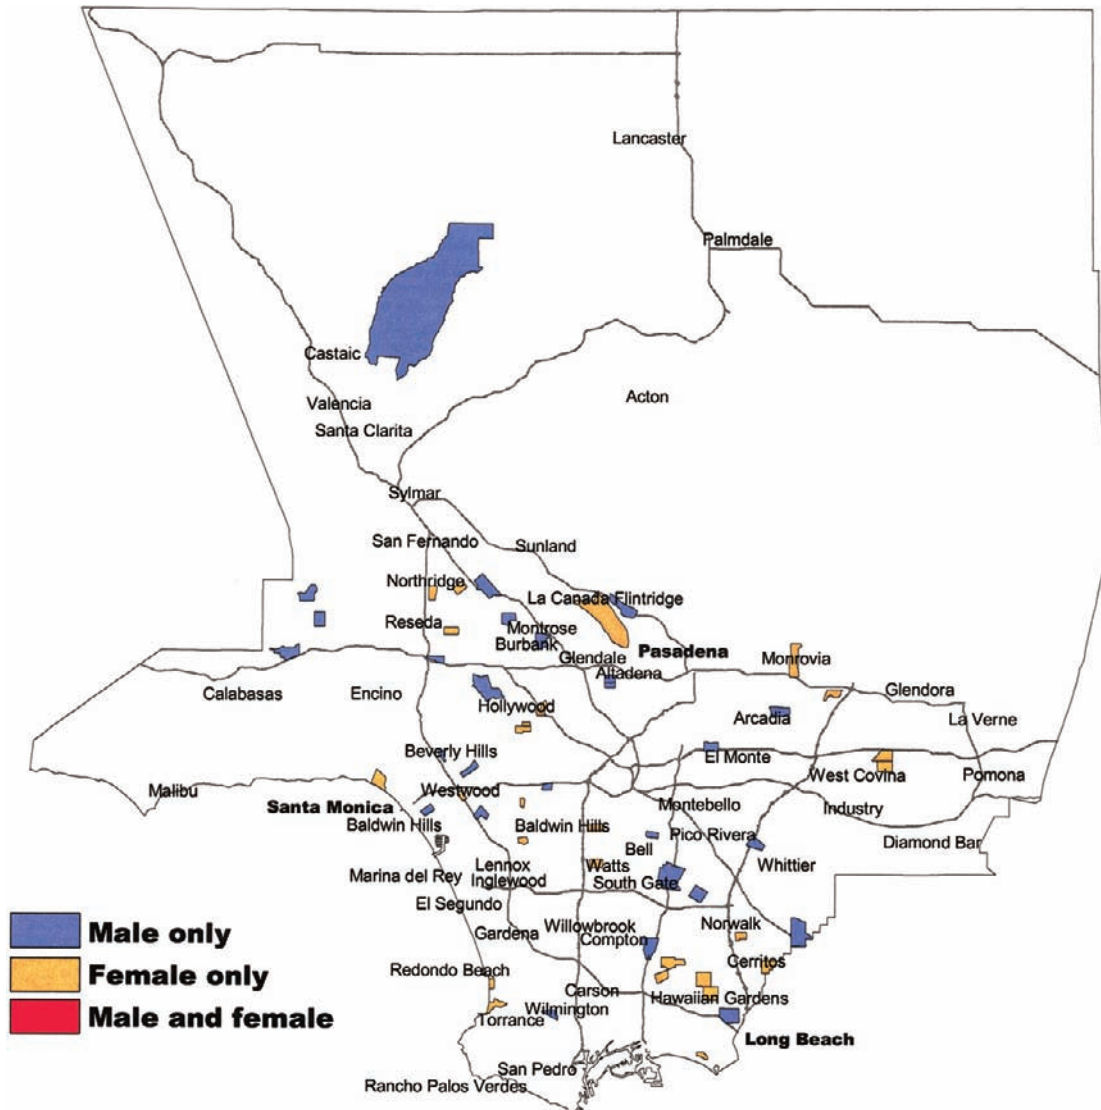 Lancaster
Palmdale
Castaic
Acton
Valencia
Santa Clarita
Sylmar
San Fernando
Sunland
Northridge
La Canada Flintridge
Reseda
Montrose
Burbank
Pasadena
Glendale
Monrovia
Altadena
Calabasas
Encino
Glendora
Hollywood
Arcadia
La Verne
Beverly Hills
El Monte
West Covina
Pomona
Malibu
Westwood
Santa Monica
Montebello
Industry
Baldwin Hills
Baldwin Hills
Pico Rivera
Diamond Bar
Bell
Lennox
Watts
Whittier
Marina del Rey
Inglewood
South Gate
El Segundo
Male only
Gardena
Willowbrook
Norwalk
Compton
Female only
Redondo Beach
Cerritos
Carson
Hawaiian Gardens
Male and female
Torrance
Wilmington
Long Beach
San Pedro
Rancho Palos Verdes